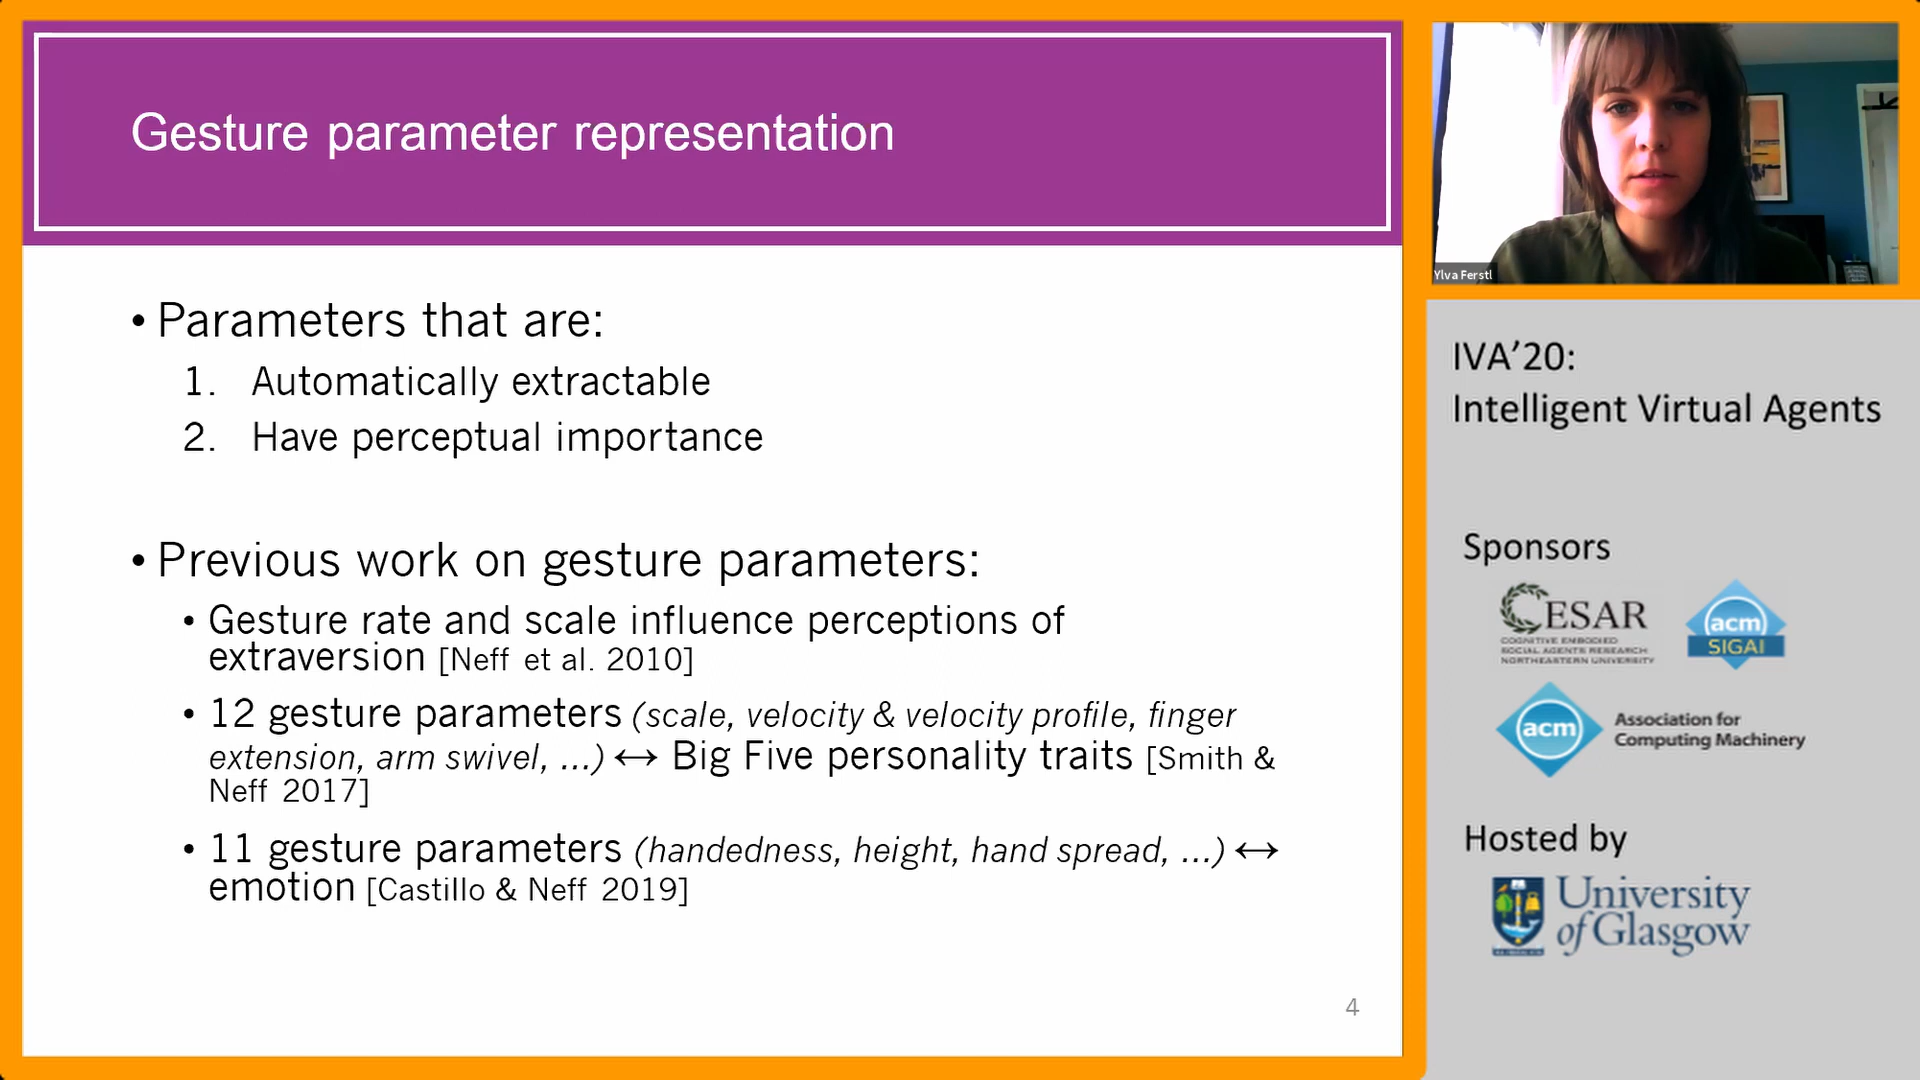 Gesture parameter representation
• Parameters that are:
1. Automatically extractable
2. Have perceptual importance
• Previous work on gesture parameters:
• Gesture rate and scale influence perceptions of
extraversion [Neff et al. 2010]
• 12 gesture parameters (scale, velocity & velocity profile, finger
extension, arm swivel, ...) ↔ Big Five personality traits [Smith &
Neff 2017]
• 11 gesture parameters (handedness, height, hand spread, ...) ↔
emotion [Castillo & Neff 2019]
4
Ylva Ferstl
IVA'20:
Intelligent Virtual Agents
Sponsors
CESAR
COGNITIVE EMBODIED
SOCIAL AGENTS RESEARCH
NORTHEASTERN UNIVERSITY
acm
SIGAI
acm
Association for
Computing Machinery
Hosted by
University
of Glasgow